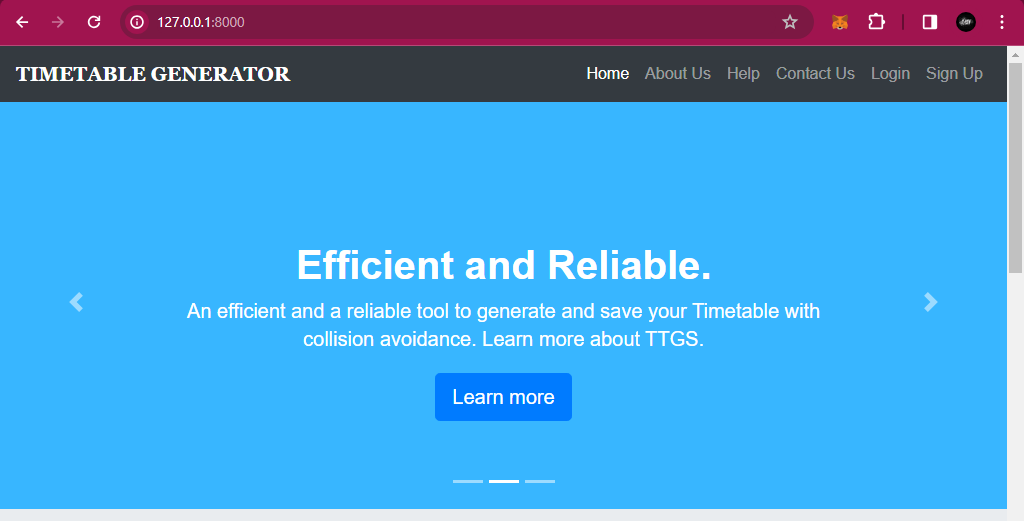 127.0.0.1:8000
TIMETABLE GENERATOR
Home About Us Help Contact Us Login Sign Up
Efficient and Reliable.
An efficient and a reliable tool to generate and save your Timetable with
collision avoidance. Learn more about TTGS.
Learn more